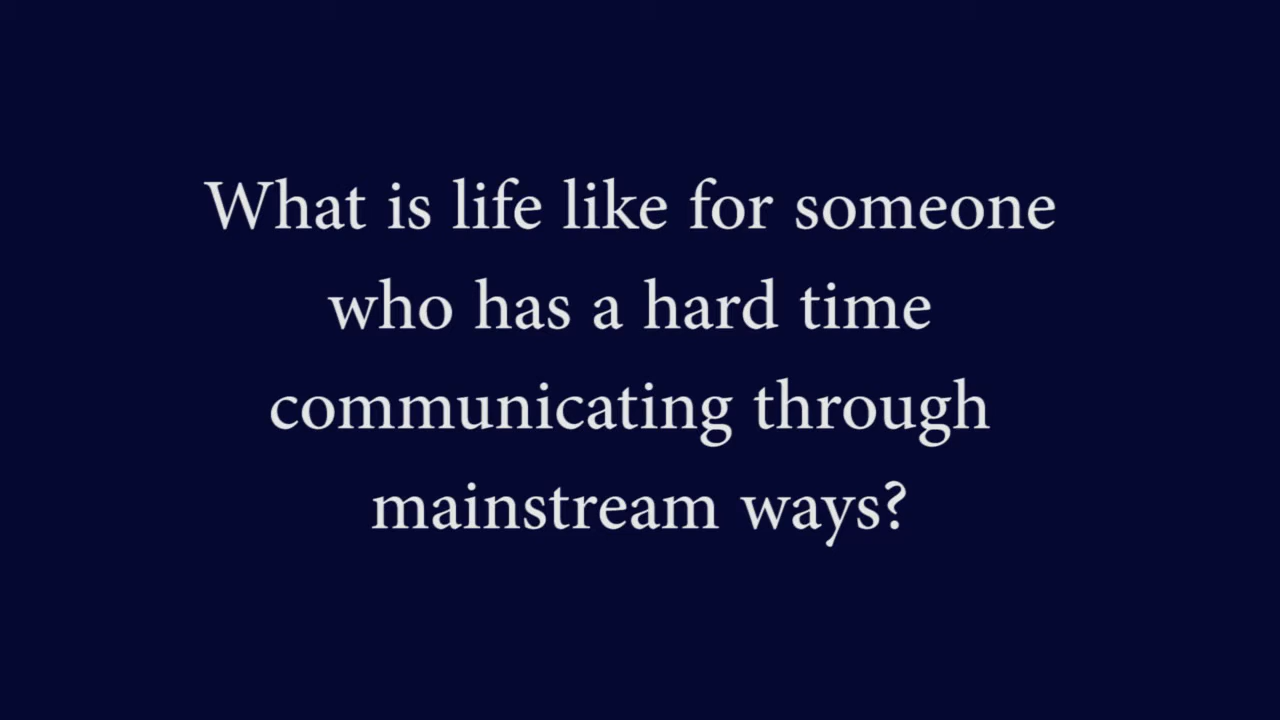 What is life like for someone
who has a hard time
communicating through
mainstream ways?